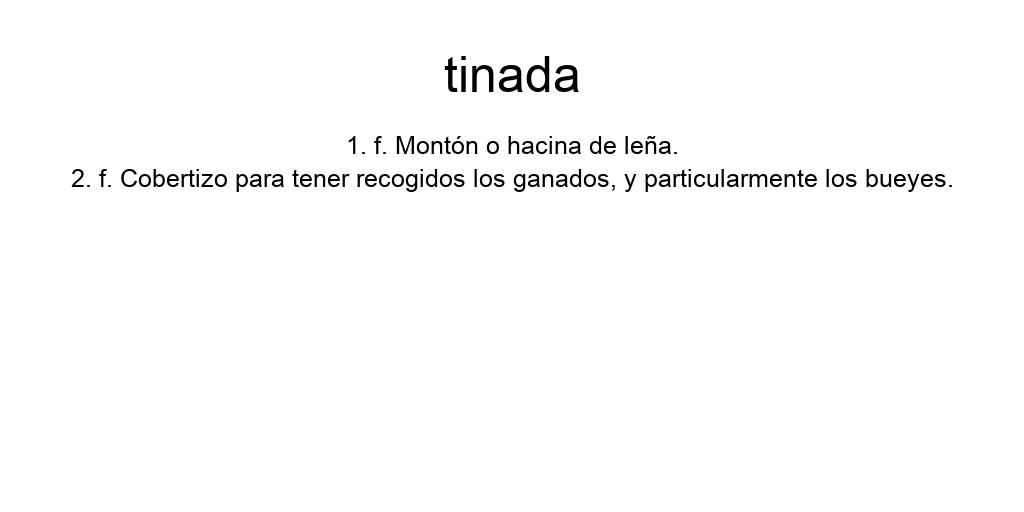 tinada
1. f. Montón o hacina de leña.
2. f. Cobertizo para tener recogidos los ganados, y particularmente los bueyes.